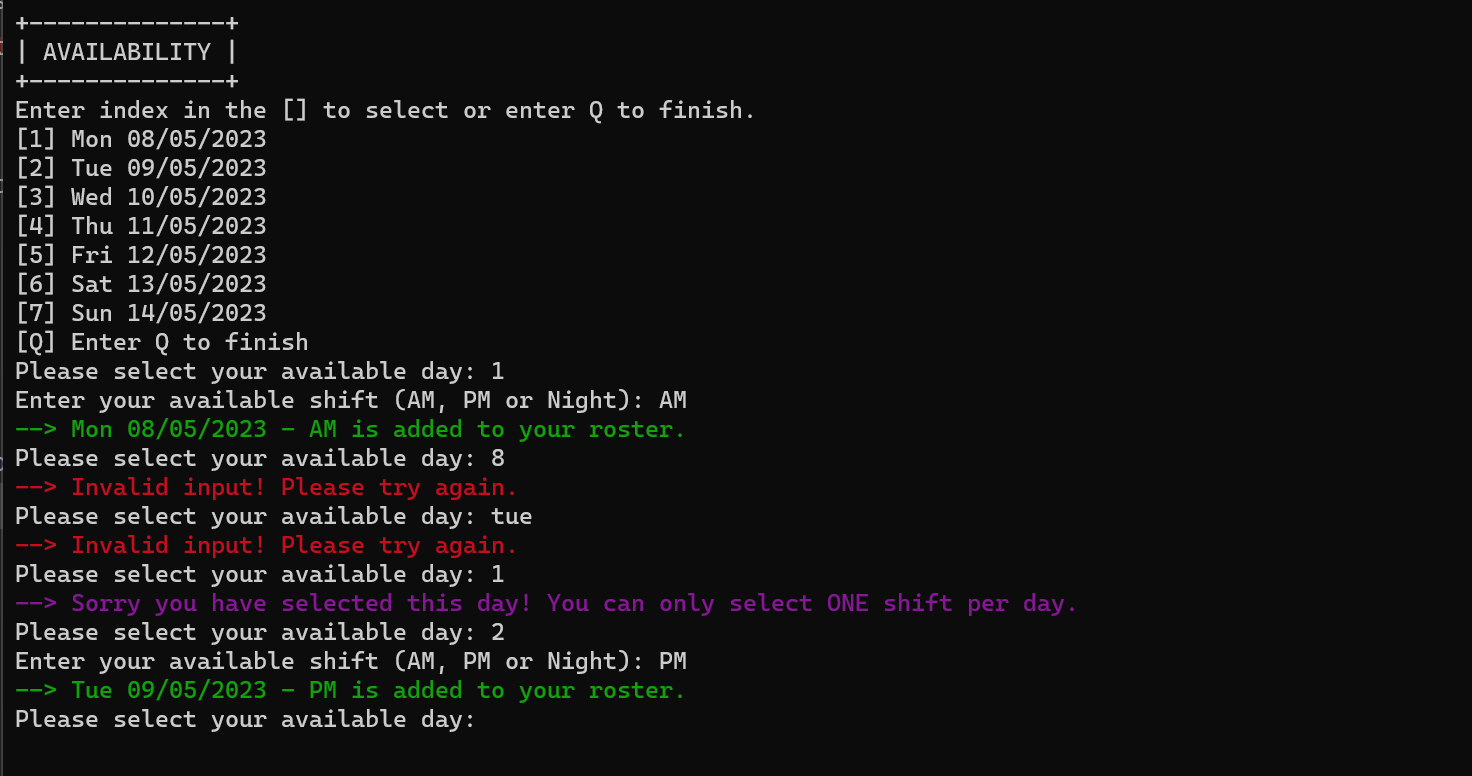 +--------------+
| AVAILABILITY |
+--------------+
Enter index in the [] to select or enter Q to finish.
[1] Mon 08/05/2023
[2] Tue 09/05/2023
[3] Wed 10/05/2023
[4] Thu 11/05/2023
[5] Fri 12/05/2023
[6] Sat 13/05/2023
[7] Sun 14/05/2023
[Q] Enter Q to finish
Please select your available day: 1
Enter your available shift (AM, PM or Night): AM
--> Mon 08/05/2023 - AM is added to your roster.
Please select your available day: 8
--> Invalid input! Please try again.
Please select your available day: tue
--> Invalid input! Please try again.
Please select your available day: 1
--> Sorry you have selected this day! You can only select ONE shift per day.
Please select your available day: 2
Enter your available shift (AM, PM or Night): PM
--> Tue 09/05/2023 - PM is added to your roster.
Please select your available day: